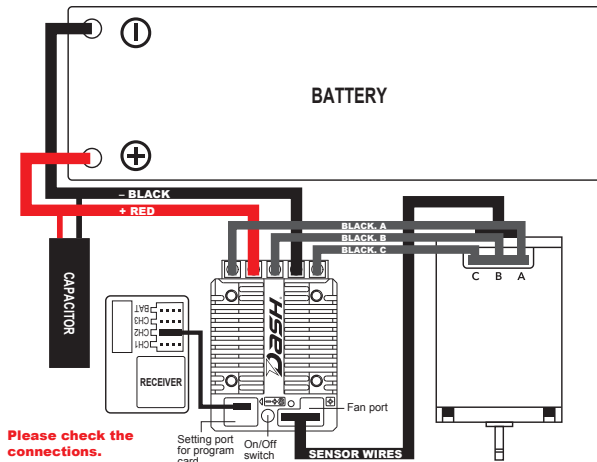 BATTERY
– BLACK
+ RED
BLACK. A
BLACK. B
BLACK. C
C B A
CAPACITOR
BAT
CH3
CH2
CH1
RECEIVER
Fan port
Please check the
connections.
Setting port
for program
card
On/Off
switch
SENSOR WIRES